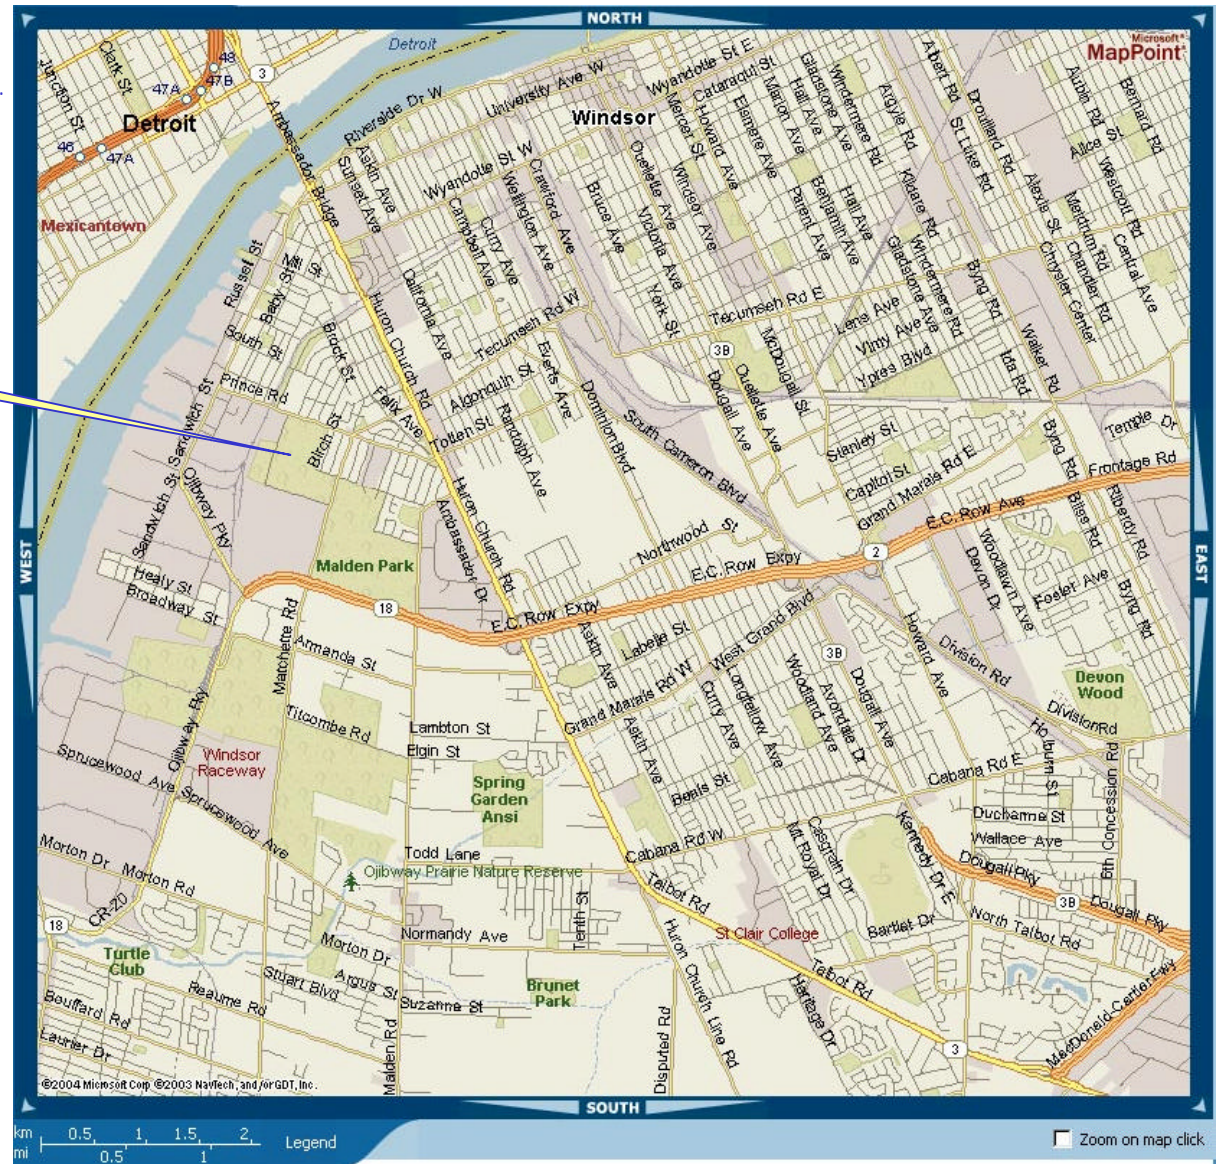 NORTH
Microsoft®
MapPoint®
Detroit
Junction St
Clark St
48
47A
47B
3
Detroit
46
47A
Mexicantown
Ambassador Bridge
Riverside Dr W
University Ave W
Wyandotte St E
Cataraqui St
Windsor
Askin Ave
Sunset Ave
Wyandotte St W
Crawford Ave
Wellington Ave
Campbell Ave
Curry Ave
Bruce Ave
Mercer St
Howard Ave
Elsmere Ave
Marion Ave
Hall Ave
Gladstone Ave
Windermere Rd
Argyle Rd
Albert Rd
St Luke Rd
Drouillard Rd
Aubin Rd
Bernard Rd
Alice St
Ouellette Ave
Windsor Ave
Victoria Ave
Parent Ave
Benjamin Ave
Hall Ave
Kildare Rd
Gladstone Ave
Windermere Rd
Alexis St
Meldrum Rd
Westcott Rd
Chandler Rd
Central Ave
Chrysler Center
Byng Rd
Russel St
Mill St
Baby St
South St
Brock St
Huron Church Rd
California Ave
Tecumseh Rd W
York St
Tecumseh Rd E
Lens Ave
Vimy Ave
Ypres Blvd
3B
McDougall St
Dougall Ave
Ouellette Ave
Walker Rd
Ida Rd
Prince Rd
Felix Ave
Algonquin St
Everts Ave
Totten St
Randolph Ave
Dominion Blvd
South Cameron Blvd
Stanley St
Capitol St
Grand Marais Rd E
Temple Dr
Byng Rd
Frontage Rd
Sandwich St
Birch St
Ojibway Pky
Sandwich St
Huron Church Rd
Ambassador Dr
Northwood St
E.C. Row Ave
2
Bliss Rd
Riberdy Rd
WEST
EAST
Healy St
Broadway St
Malden Park
18
E.C. Row Expy
E.C. Row Expy
Devon Dr
Woodlawn Ave
Foster Ave
Byng Rd
Matchette Rd
Armanda St
Askin Ave
Labelle St
West Grand Blvd
3B
Howard Ave
Division Rd
Devon
Wood
Division Rd
Titcombe Rd
Ojibway Pky
Lambton St
Elgin St
Grand Marais Rd W
Askin Ave
Curry Ave
Longfellow Ave
Woodland Ave
Avondale Dr
Dougall Ave
Holburn St
Windsor
Raceway
Sprucewood Ave
Sprucewood Ave
Spring
Garden
Ansi
Beals St
Cabana Rd E
6th Concession Rd
Ducharme St
Wallace Ave
Cabana Rd W
Mt Royal Dr
Casgrain Dr
Kennedy Dr E
Dougall Pky
3B
Dougall Pky
Morton Dr
Morton Rd
Todd Lane
Ojibway Prairie Nature Reserve
Talbot Rd
18
CR-20
Normandy Ave
Tenth St
St Clair College
Bartlet Dr
North Talbot Rd
Turtle
Club
Morton Dr
Argus St
Stuart Blvd
Reaume Rd
Bouffard Rd
Laurier Dr
Suzanne St
Brunet
Park
Huron Church Line Rd
Talbot Rd
Heritage Dr
MacDonald-Cartier Fwy
3
Malden Rd
Disputed Rd
©2004 Microsoft Corp ©2003 NavTech, and/or GDT, Inc.
SOUTH
km 0.5, 1, 1.5, 2,
mi 0.5 1
Legend
Zoom on map click